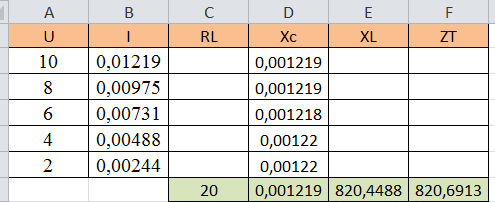 A B C D E F
U I RL Xc XL ZT
10 0,01219 0,001219
8 0,00975 0,001219
6 0,00731 0,001218
4 0,00488 0,00122
2 0,00244 0,00122
20 0,001219 820,4488 820,6913